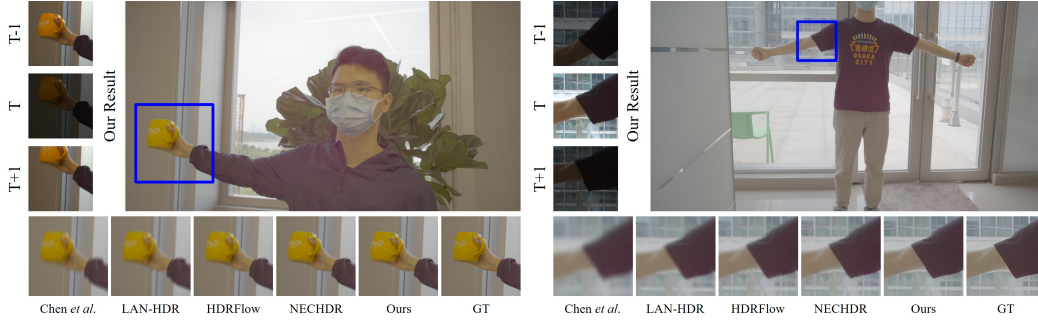 T-1
T
T+1
Our Result
Chen et al.
LAN-HDR
HDRFlow
NECHDR
Ours
GT
T-1
T
T+1
Our Result
OSAKA
CITY
Chen et al.
LAN-HDR
HDRFlow
NECHDR
Ours
GT